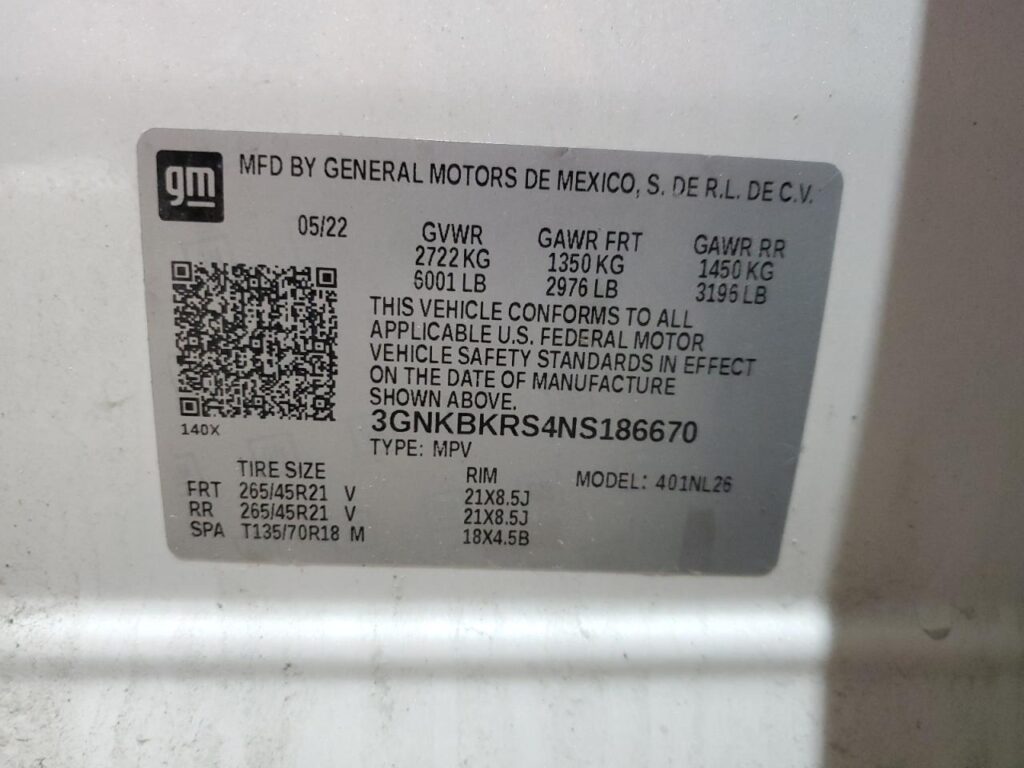 gm
MFD BY GENERAL MOTORS DE MEXICO, S. DE R.L. DE C.V.
05/22
GVWR GAWR FRT GAWR RR
2722 KG 1350 KG 1450 KG
6001 LB 2976 LB 3196 LB
THIS VEHICLE CONFORMS TO ALL
APPLICABLE U.S. FEDERAL MOTOR
VEHICLE SAFETY STANDARDS IN EFFECT
ON THE DATE OF MANUFACTURE
SHOWN ABOVE.
140X
3GNKBKRS4NS186670
TYPE: MPV
TIRE SIZE RIM MODEL: 401NL26
FRT 265/45R21 V 21X8.5J
RR 265/45R21 V 21X8.5J
SPA T135/70R18 M 18X4.5B